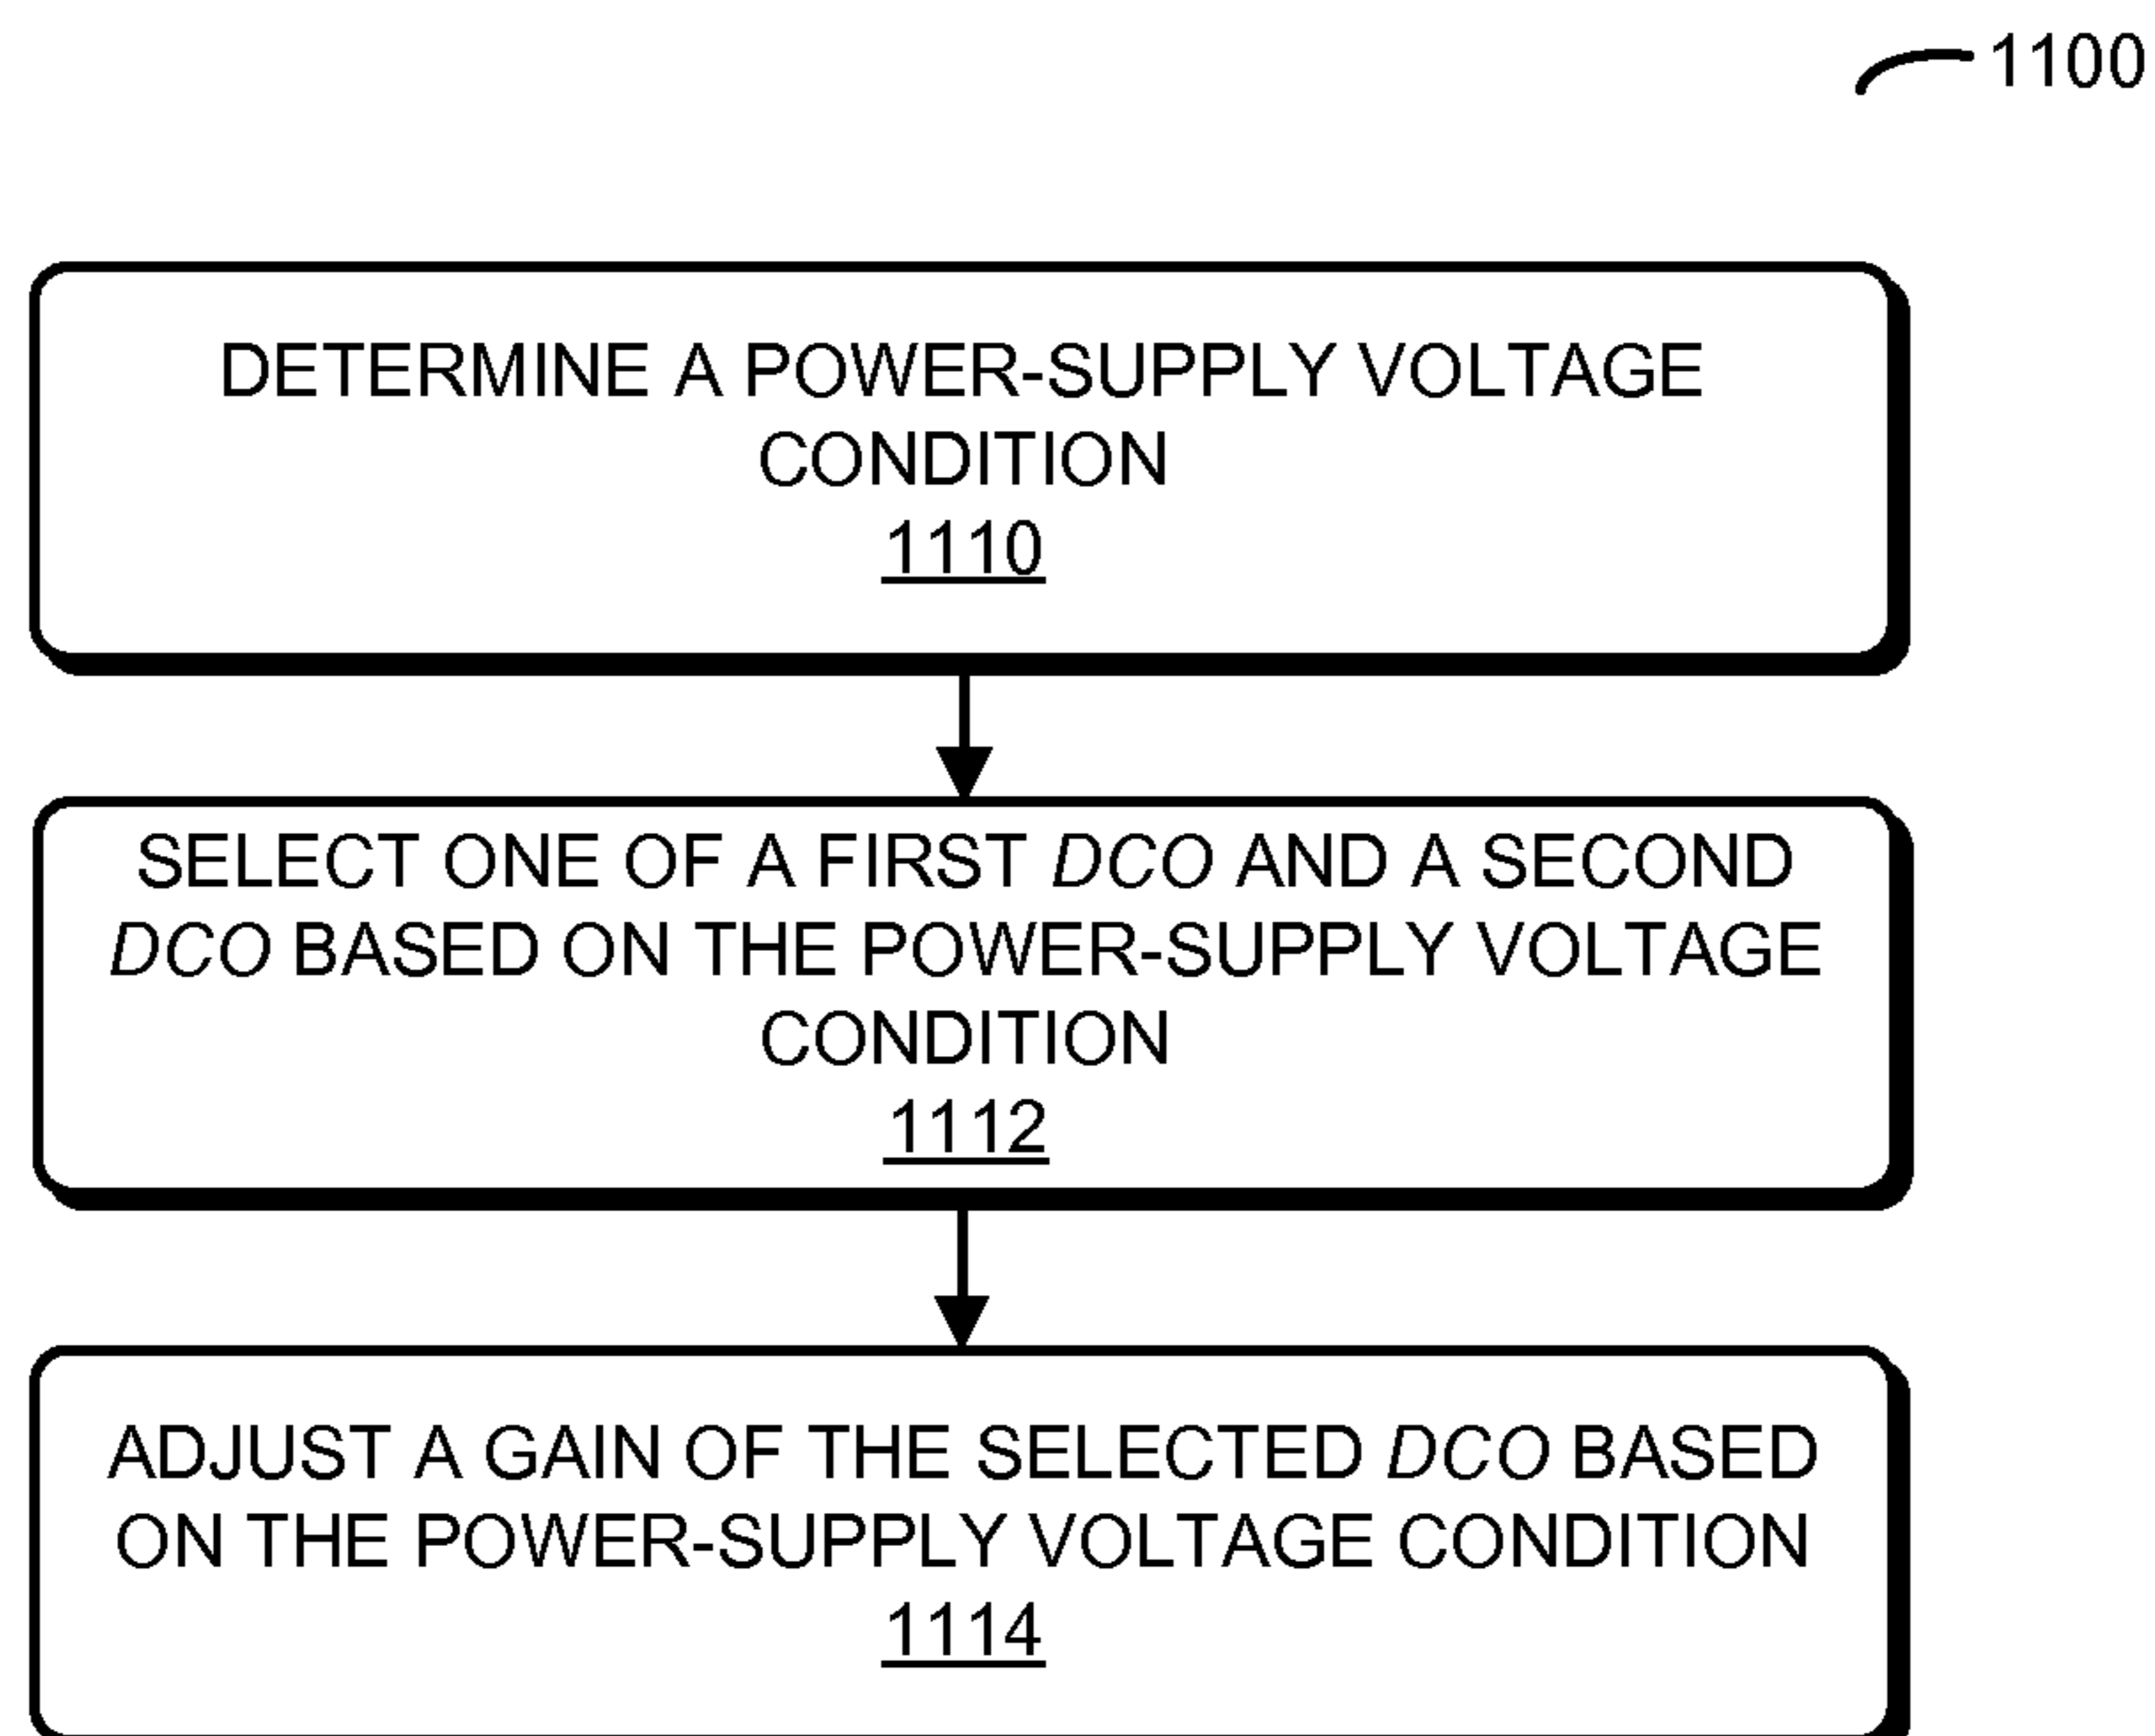 1100
DETERMINE A POWER-SUPPLY VOLTAGE
CONDITION
1110
SELECT ONE OF A FIRST DCO AND A SECOND
DCO BASED ON THE POWER-SUPPLY VOLTAGE
CONDITION
1112
ADJUST A GAIN OF THE SELECTED DCO BASED
ON THE POWER-SUPPLY VOLTAGE CONDITION
1114